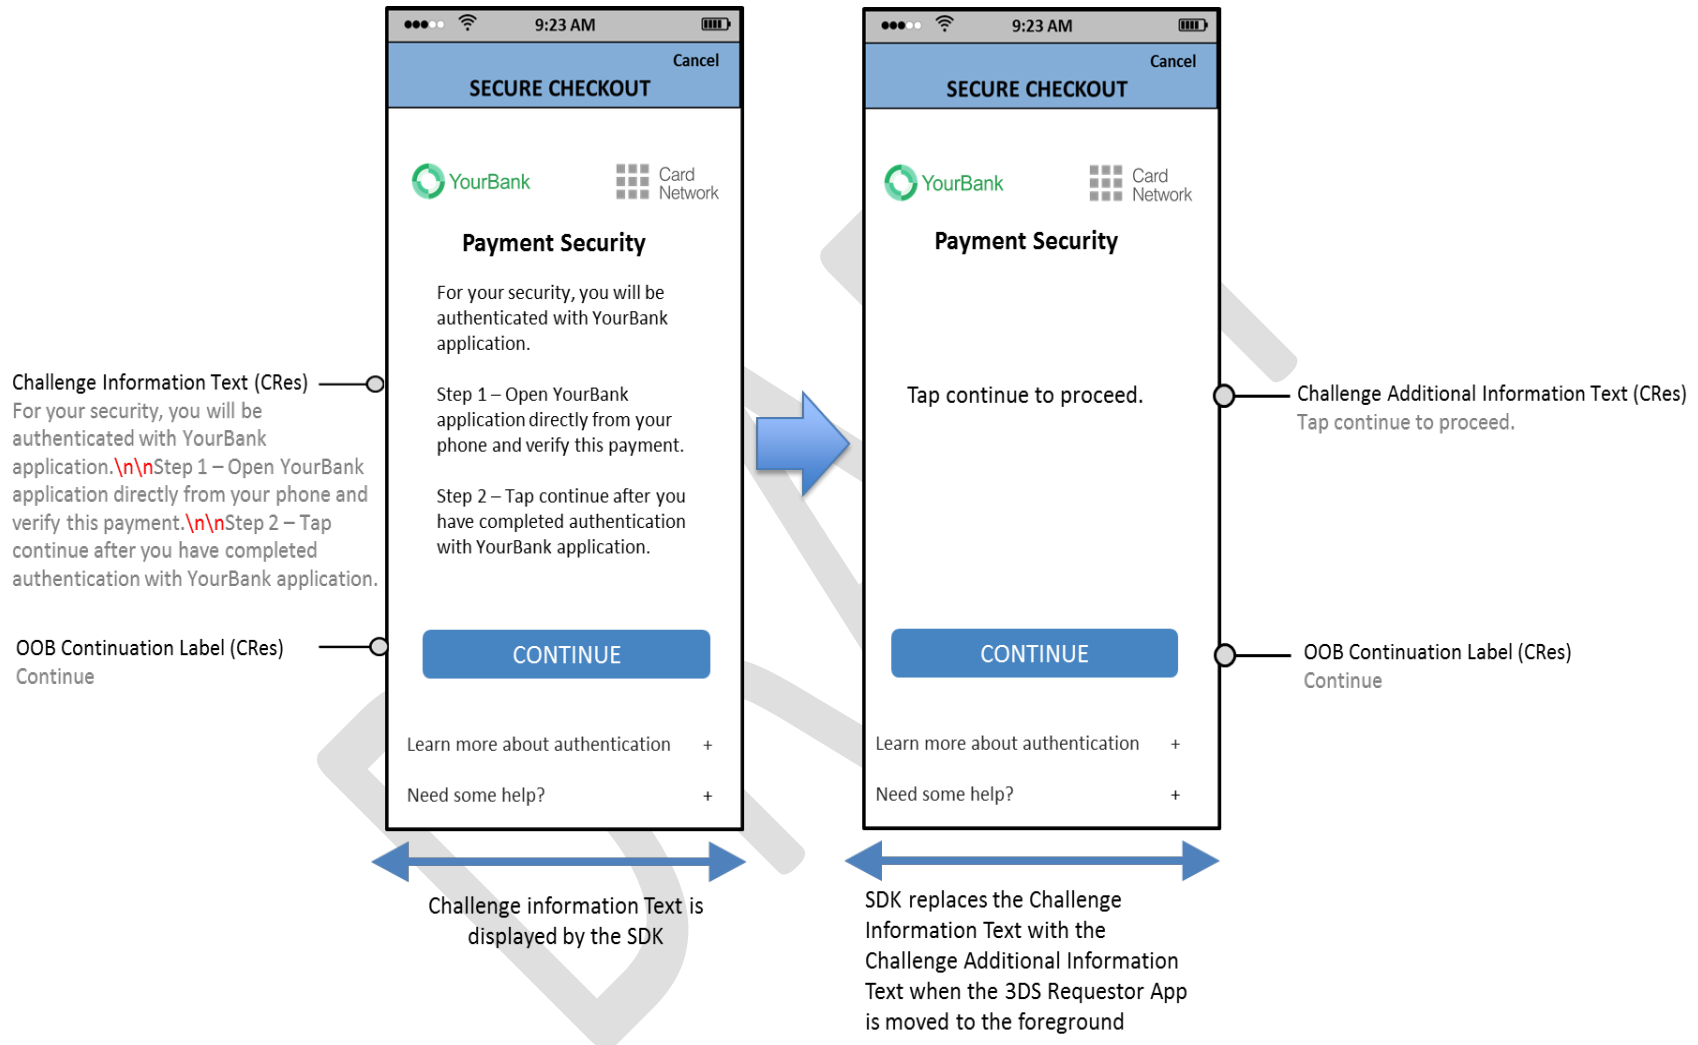 9:23 AM
Cancel
SECURE CHECKOUT
YourBank
Card
Network
Payment Security
For your security, you will be
authenticated with YourBank
application.
Step 1 – Open YourBank
application directly from your
phone and verify this payment.
Step 2 – Tap continue after you
have completed authentication
with YourBank application.
CONTINUE
Learn more about authentication +
Need some help? +
Challenge Information Text (CRes)
For your security, you will be
authenticated with YourBank
application.\n\nStep 1 – Open YourBank
application directly from your phone and
verify this payment.\n\nStep 2 – Tap
continue after you have completed
authentication with YourBank application.
OOB Continuation Label (CRes)
Continue
Challenge information Text is
displayed by the SDK
9:23 AM
Cancel
SECURE CHECKOUT
YourBank
Card
Network
Payment Security
Tap continue to proceed.
CONTINUE
Learn more about authentication +
Need some help? +
Challenge Additional Information Text (CRes)
Tap continue to proceed.
OOB Continuation Label (CRes)
Continue
SDK replaces the Challenge
Information Text with the
Challenge Additional Information
Text when the 3DS Requestor App
is moved to the foreground